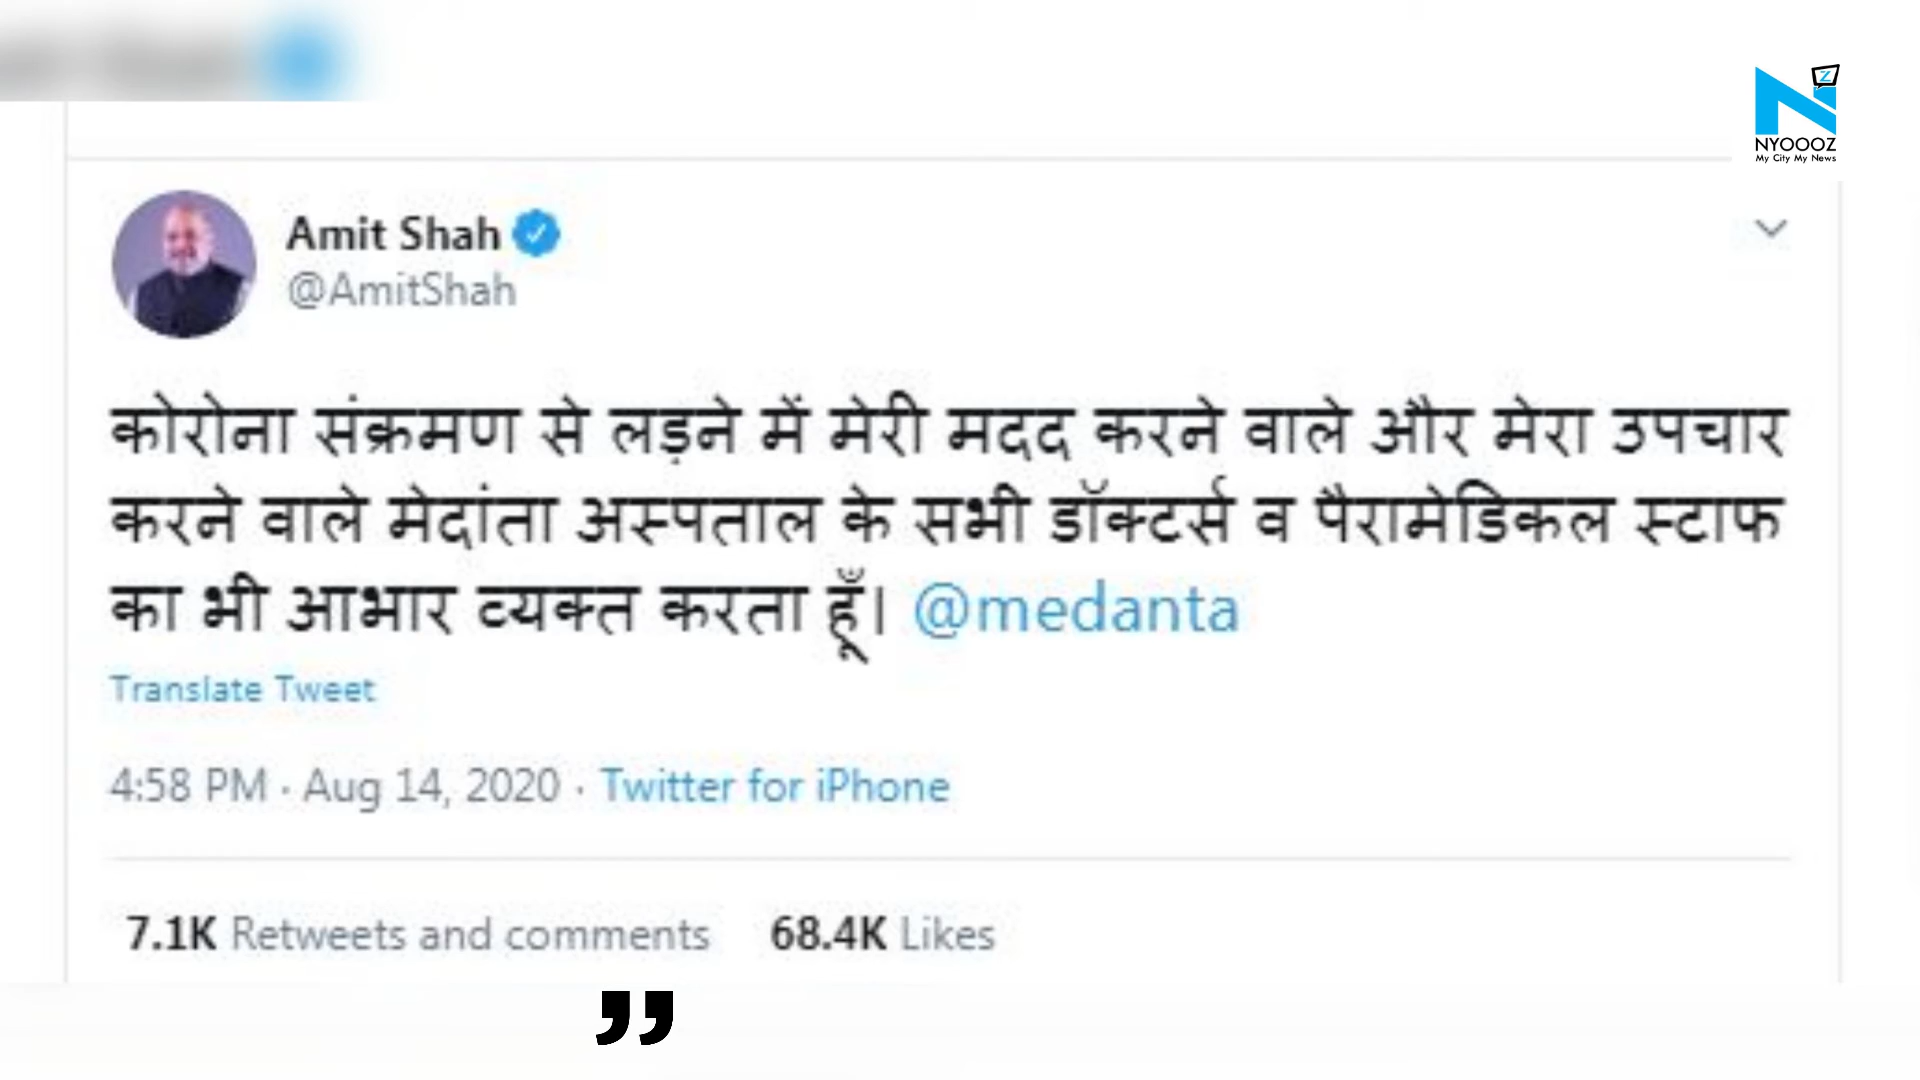 NYOOOZ
My City My News
Amit Shah
@AmitShah
कोरोना संक्रमण से लड़ने में मेरी मदद करने वाले और मेरा उपचार
करने वाले मेदांता अस्पताल के सभी डॉक्टर्स व पैरामेडिकल स्टाफ
का भी आभार व्यक्त करता हूँ। @medanta
Translate Tweet
4:58 PM · Aug 14, 2020 · Twitter for iPhone
7.1K Retweets and comments 68.4K Likes
”